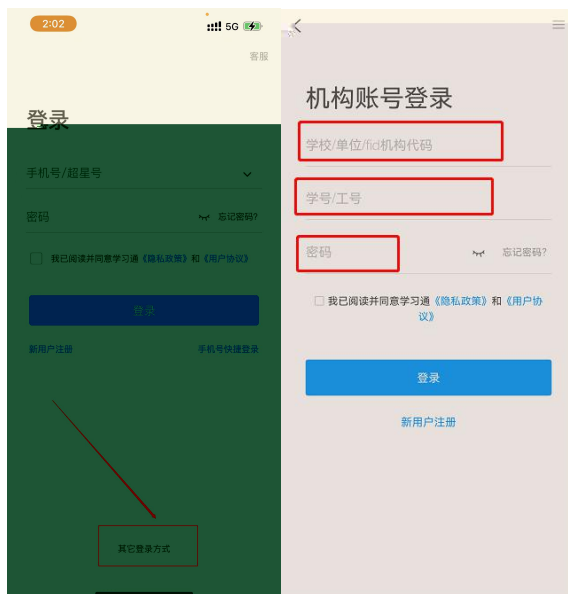 2:02
5G
客服
登录
手机号/超星号
密码
忘记密码?
我已阅读并同意学习通《隐私政策》和《用户协议》
登录
新用户注册
手机号快捷登录
其它登录方式
机构账号登录
学校/单位/fid机构代码
学号/工号
密码
忘记密码?
我已阅读并同意学习通《隐私政策》和《用户协
议》
登录
新用户注册